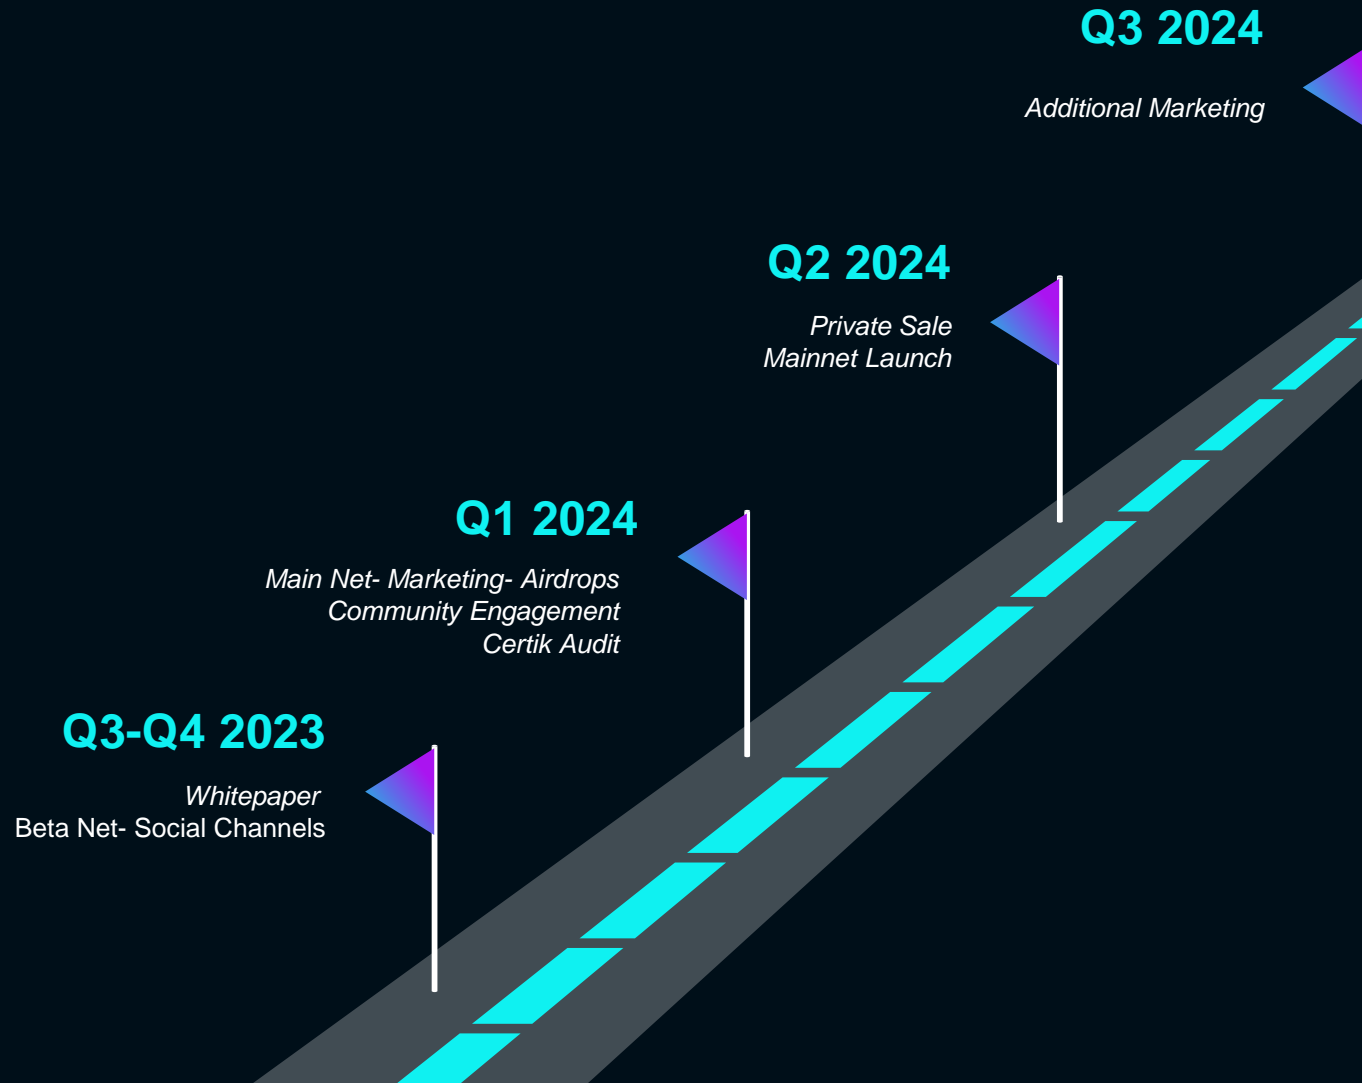 Q3 2024
Additional Marketing
Q2 2024
Private Sale
Mainnet Launch
Q1 2024
Main Net- Marketing- Airdrops
Community Engagement
Certik Audit
Q3-Q4 2023
Whitepaper
Beta Net- Social Channels